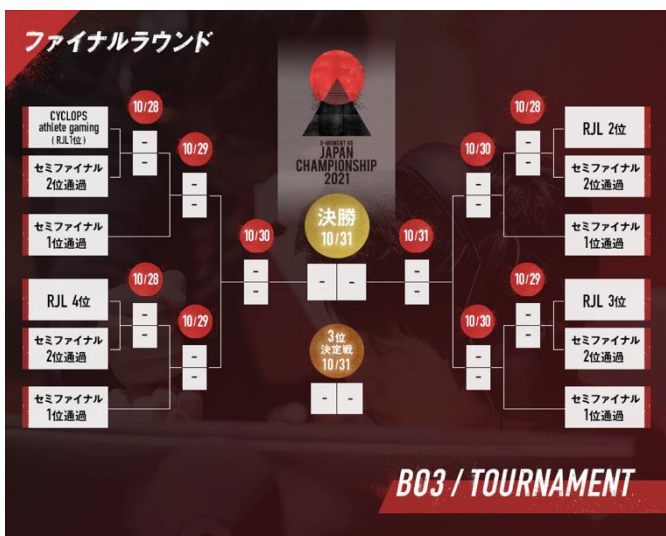 ファイナルラウンド
X-MOMENT R6
JAPAN
CHAMPIONSHIP
2021
CYCLOPS
athlete gaming
(RJL1位)
セミファイナル
2位通過
セミファイナル
1位通過
10/28
-
-
10/29
-
-
RJL 4位
セミファイナル
2位通過
セミファイナル
1位通過
10/28
-
-
10/29
-
-
10/30
-
-
決勝
10/31
- -
3位
決定戦
10/31
- -
10/31
-
-
10/28
-
-
10/30
-
-
RJL 2位
セミファイナル
2位通過
セミファイナル
1位通過
10/29
-
-
10/30
-
-
RJL 3位
セミファイナル
2位通過
セミファイナル
1位通過
BO3 / TOURNAMENT